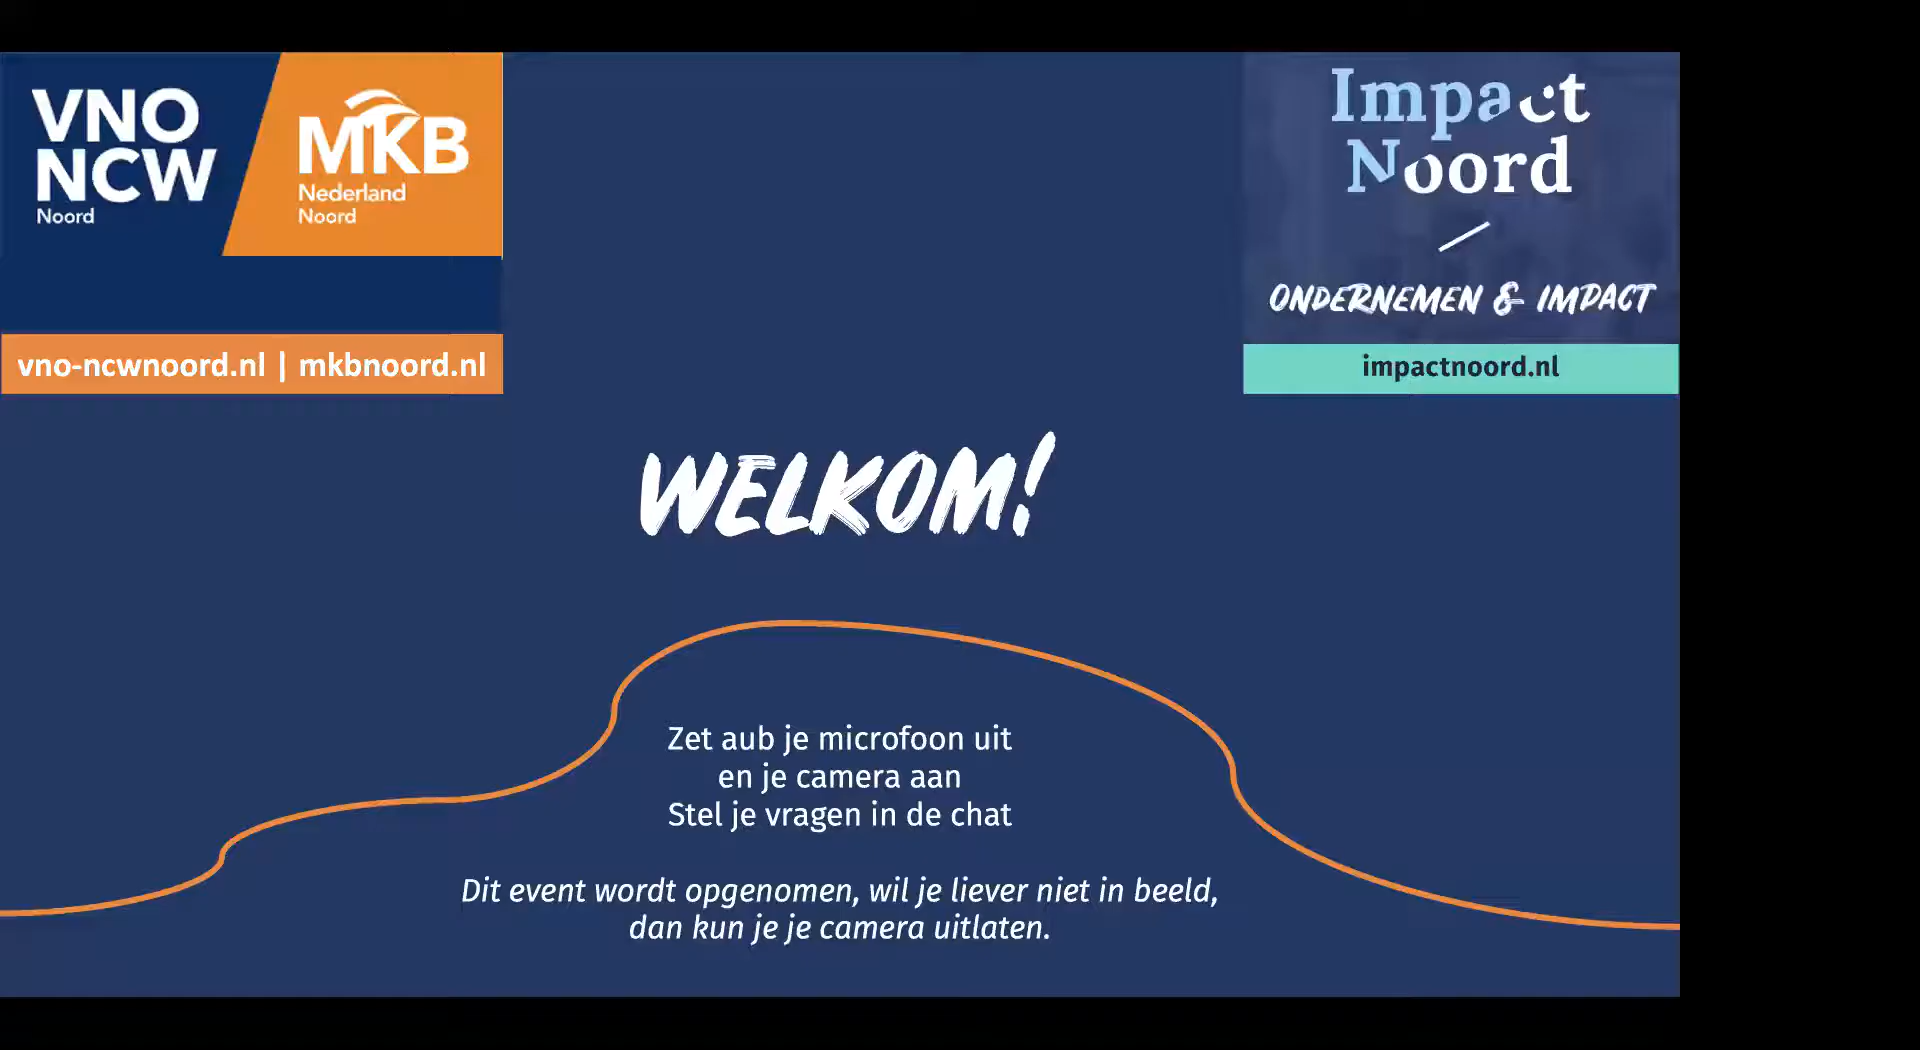 VNO
NCW
Noord
MKB
Nederland
Noord
vno-ncwnoord.nl | mkbnoord.nl
Impact
Noord
ONDERNEMEN & IMPACT
impactnoord.nl
WELKOM!
Zet aub je microfoon uit
en je camera aan
Stel je vragen in de chat
Dit event wordt opgenomen, wil je liever niet in beeld,
dan kun je je camera uitlaten.